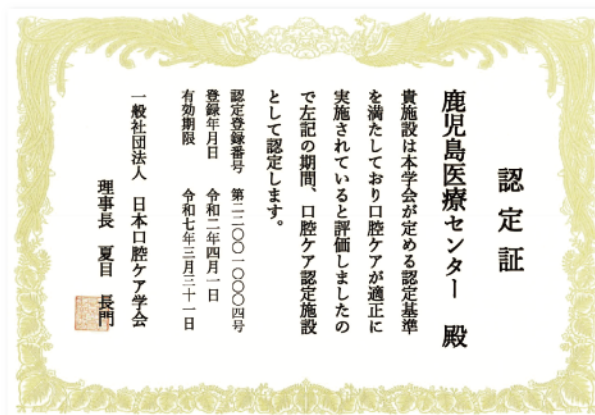 認定証
鹿児島医療センター 殿
貴施設は本学会が定める認定基準
を満たしており口腔ケアが適正に
実施されていると評価しましたの
で左記の期間、口腔ケア認定施設
として認定します。
認定登録番号 第二二〇〇一〇〇〇四号
登録年月日 令和二年四月一日
有効期限 令和七年三月三十一日
一般社団法人 日本口腔ケア学会
理事長 夏目 長門